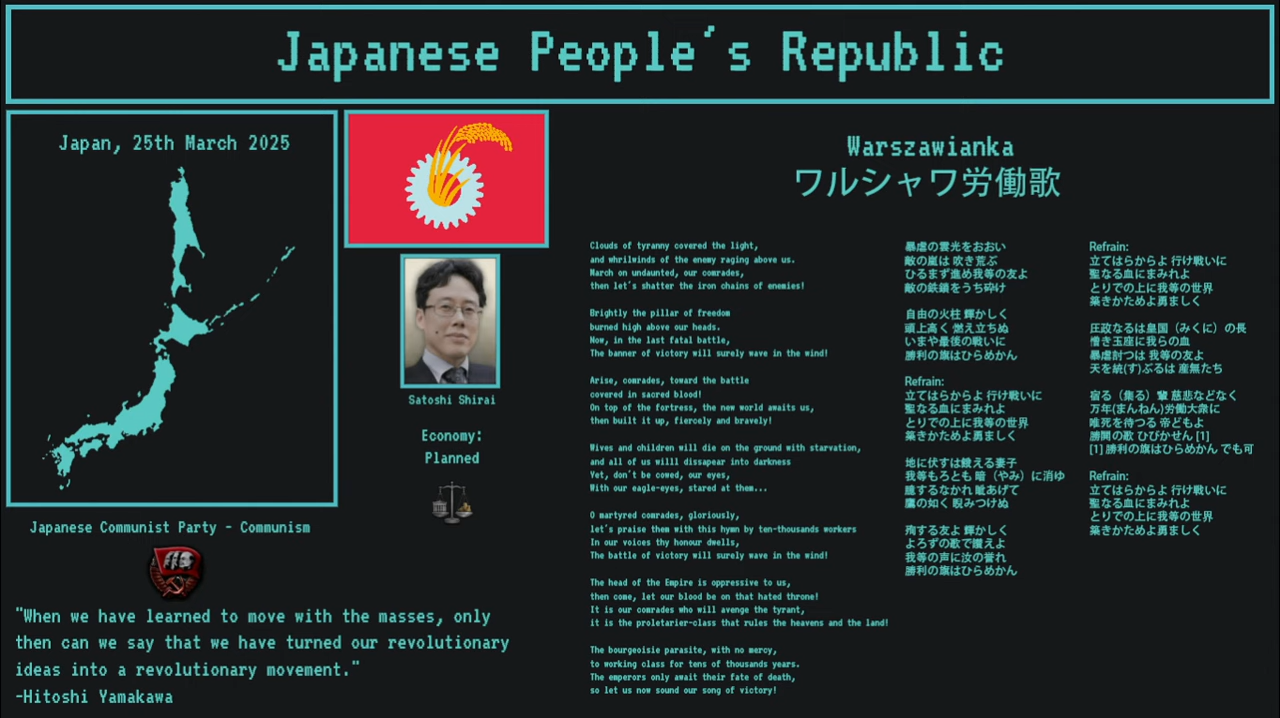 Japanese People's Republic
Japan, 25th March 2025
Satoshi Shirai
Economy:
Planned
Japanese Communist Party - Communism
"When we have learned to move with the masses, only
then can we say that we have turned our revolutionary
ideas into a revolutionary movement."
-Hitoshi Yamakawa
Warszawianka
ワルシャワ労働歌
Clouds of tyranny covered the light,
and whrilwinds of the enemy raging above us.
March on undaunted, our comrades,
then let's shatter the iron chains of enemies!
Brightly the pillar of freedom
burned high above our heads.
Now, in the last fatal battle,
The banner of victory will surely wave in the wind!
Arise, comrades, toward the battle
covered in sacred blood!
On top of the fortress, the new world awaits us,
then built it up, fiercely and bravely!
Wives and children will die on the ground with starvation,
and all of us willl dissapear into darkness
Yet, don't be cowed, our eyes,
With our eagle-eyes, stared at them...
O martyred comrades, gloriously,
let's praise them with this hymn by ten-thousands workers
In our voices thy honour dwells,
The battle of victory will surely wave in the wind!
The head of the Empire is oppressive to us,
then come, let our blood be on that hated throne!
It is our comrades who will avenge the tyrant,
it is the proletarier-class that rules the heavens and the land!
The bourgeoisie parasite, with no mercy,
to working class for tens of thousands years.
The emperors only await their fate of death,
so let us now sound our song of victory!
暴虐の雲光をおおい
敵の嵐は 吹き荒ぶ
ひるまず進め我等の友よ
敵の鉄鎖をうち砕け
自由の火柱 輝かしく
頭上高く 燃え立ちぬ
いまや最後の戦いに
勝利の旗はひらめかん
Refrain:
立てはらからよ 行け戦いに
聖なる血にまみれよ
とりでの上に我等の世界
築きかためよ勇ましく
地に伏すは餓える妻子
我等もろとも 暗（やみ）に消ゆ
臆するなかれ 眦あげて
鷹の如く 睨みつけぬ
殉する友よ 輝かしく
よろずの歌で讚えよ
我等の声に汝の誉れ
勝利の旗はひらめかん
Refrain:
立てはらからよ 行け戦いに
聖なる血にまみれよ
とりでの上に我等の世界
築きかためよ勇ましく
圧政なるは皇国（みくに）の長
憎き玉座に我らの血
暴虐討つは 我等の友よ
天を統(す)ぶるは 産無たち
宿る（集る）輩 慈悲などなく
万年(まんねん)労働大衆に
唯死を待つる 帝どもよ
勝鬨の歌 ひびかせん [1]
[1] 勝利の旗はひらめかん でも可
Refrain:
立てはらからよ 行け戦いに
聖なる血にまみれよ
とりでの上に我等の世界
築きかためよ勇ましく